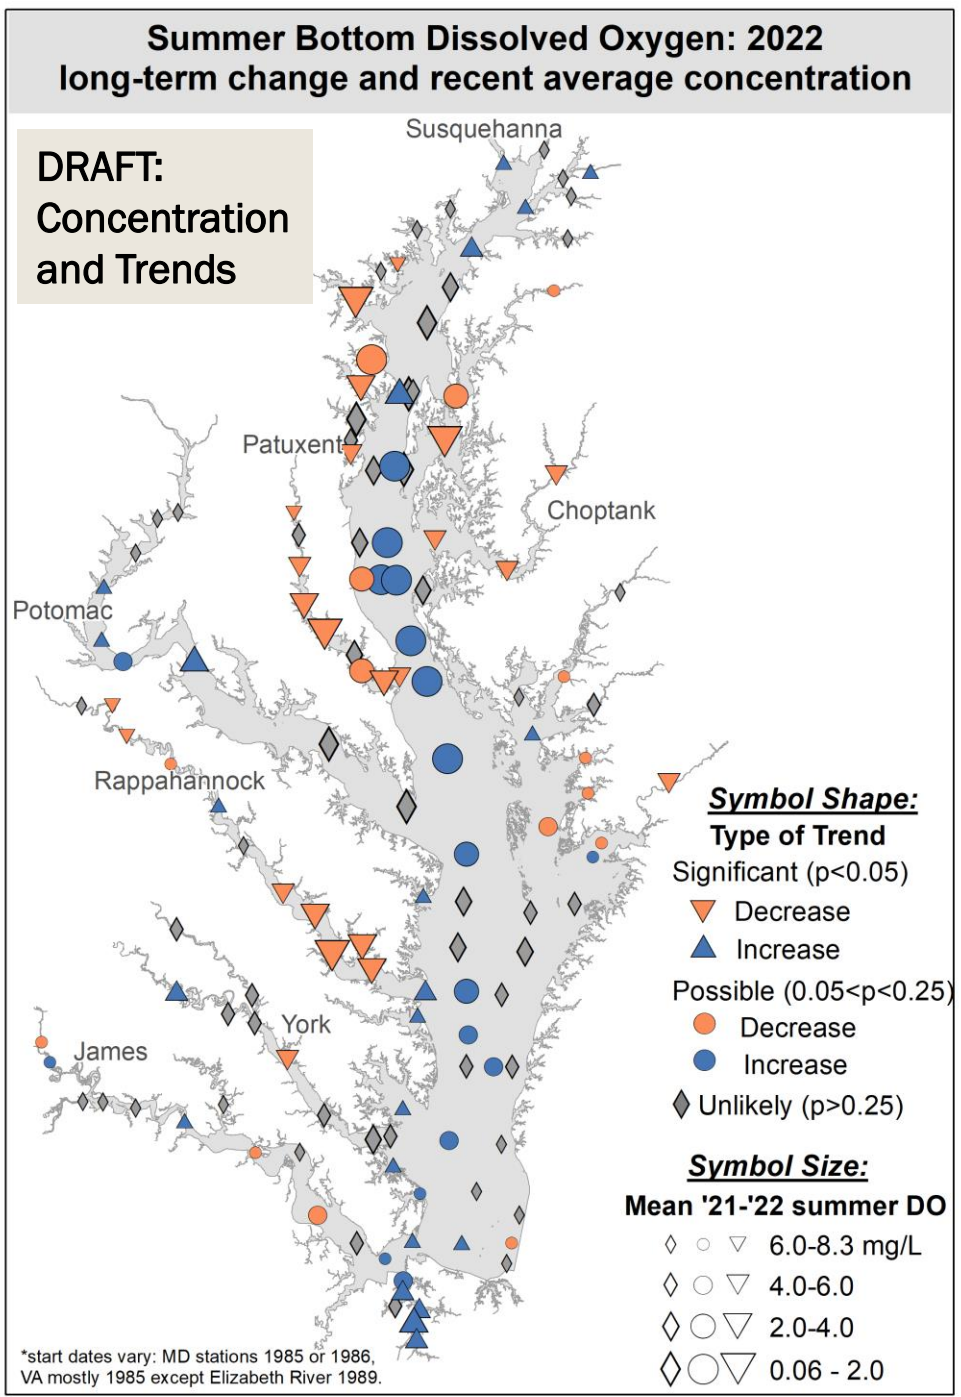 Summer Bottom Dissolved Oxygen: 2022
long-term change and recent average concentration
DRAFT:
Concentration
and Trends
Susquehanna
Patuxent
Choptank
Potomac
Rappahannock
York
James
Symbol Shape:
Type of Trend
Significant (p<0.05)
Decrease
Increase
Possible (0.05<p<0.25)
Decrease
Increase
Unlikely (p>0.25)
Symbol Size:
Mean '21-'22 summer DO
6.0-8.3 mg/L
4.0-6.0
2.0-4.0
0.06 - 2.0
*start dates vary: MD stations 1985 or 1986,
VA mostly 1985 except Elizabeth River 1989.